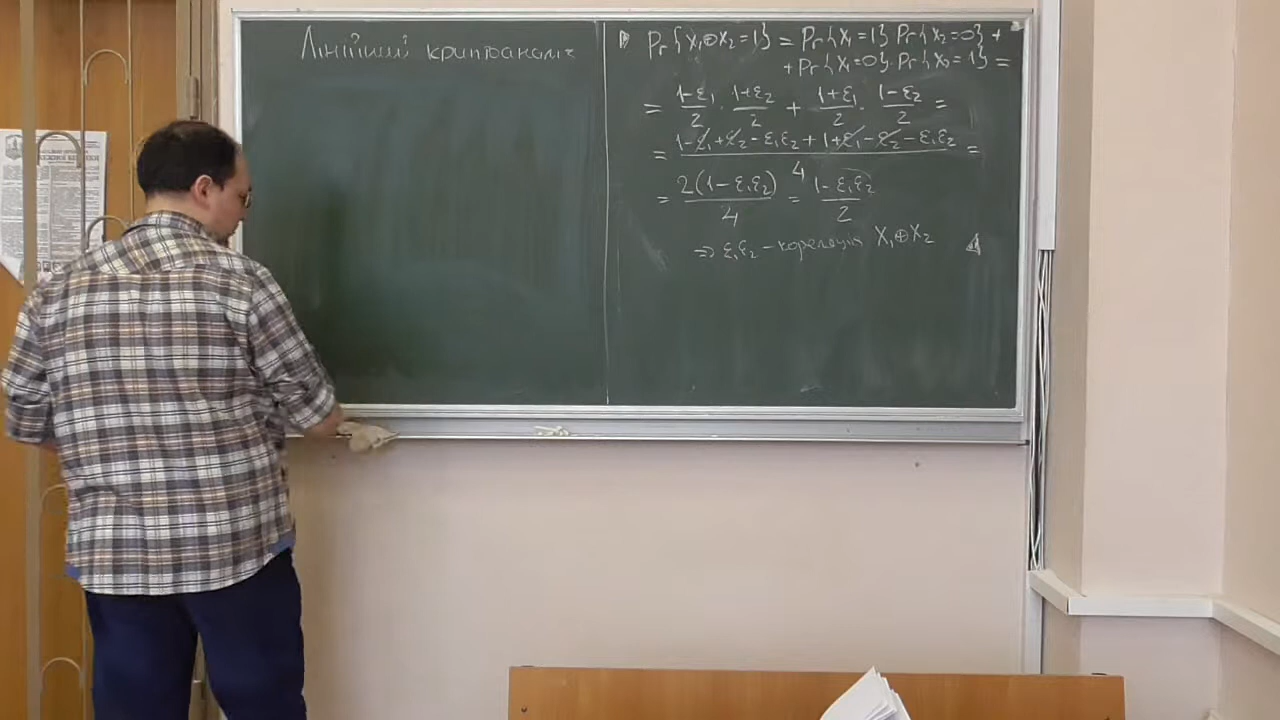 Лінійний криптоаналіз
▷ Pr{X₁⊕X₂=1} = Pr{X₁=1} Pr{X₂=0} +
+ Pr{X₁=0}·Pr{X₂=1} =
= (1-ε₁)/2 · (1+ε₂)/2 + (1+ε₁)/2 · (1-ε₂)/2 =
= (1-ε₁+ε₂-ε₁ε₂+1+ε₁-ε₂-ε₁ε₂)/4 =
= 2(1-ε₁ε₂)/4 = (1-ε₁ε₂)/2
⇒ ε₁ε₂ – кореляція X₁⊕X₂ ◁